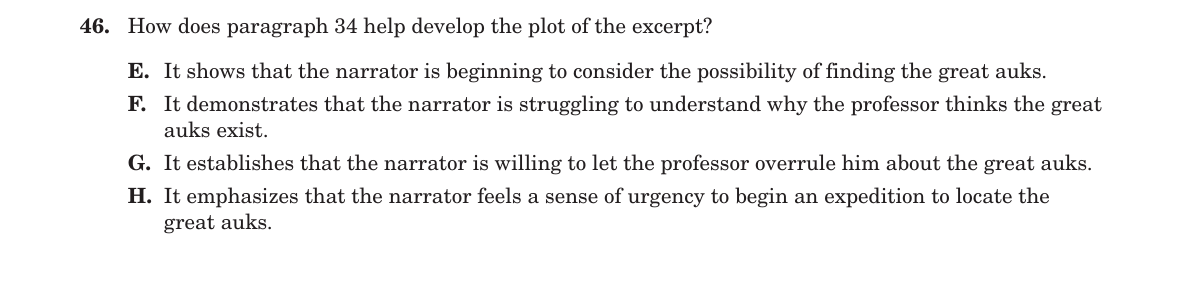 46. How does paragraph 34 help develop the plot of the excerpt?
E. It shows that the narrator is beginning to consider the possibility of finding the great auks.
F. It demonstrates that the narrator is struggling to understand why the professor thinks the great
auks exist.
G. It establishes that the narrator is willing to let the professor overrule him about the great auks.
H. It emphasizes that the narrator feels a sense of urgency to begin an expedition to locate the
great auks.